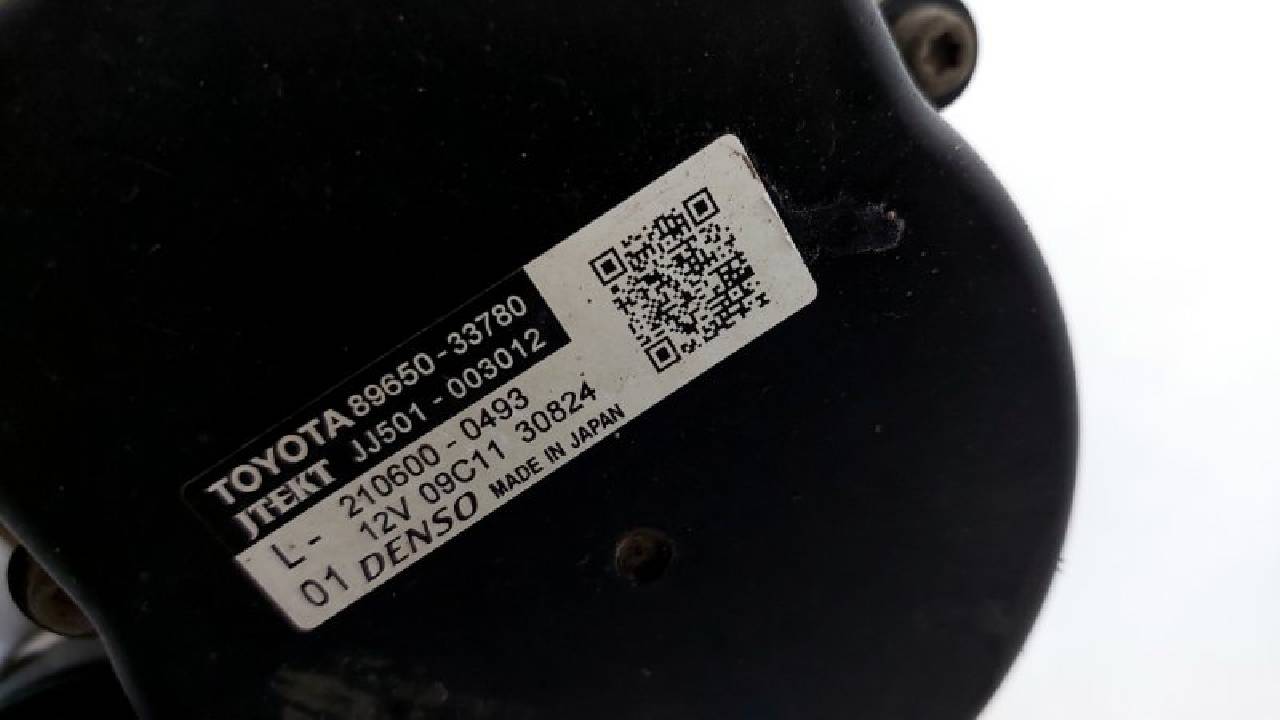 TOYOTA 89650-33780
JTEKT JJ501-003012
L- 210600-0493
12V 09C11 30824
01 DENSO MADE IN JAPAN